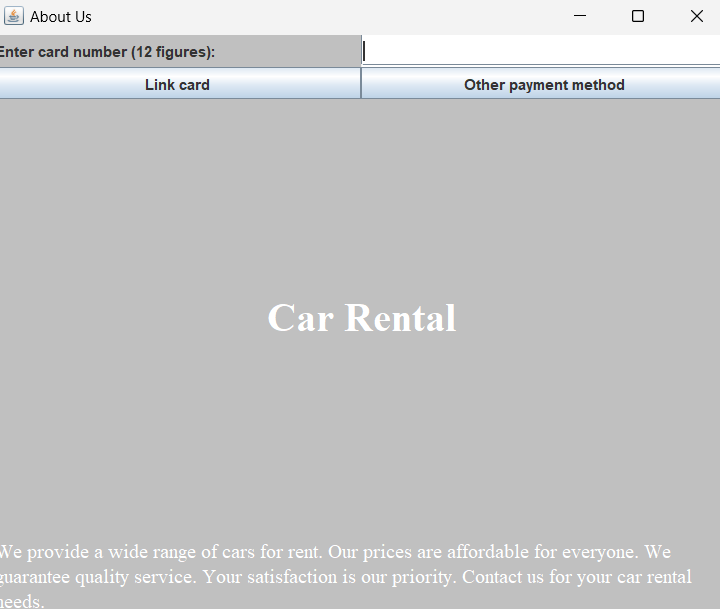 About Us
Enter card number (12 figures):
Link card Other payment method
Car Rental
We provide a wide range of cars for rent. Our prices are affordable for everyone. We
guarantee quality service. Your satisfaction is our priority. Contact us for your car rental
needs.